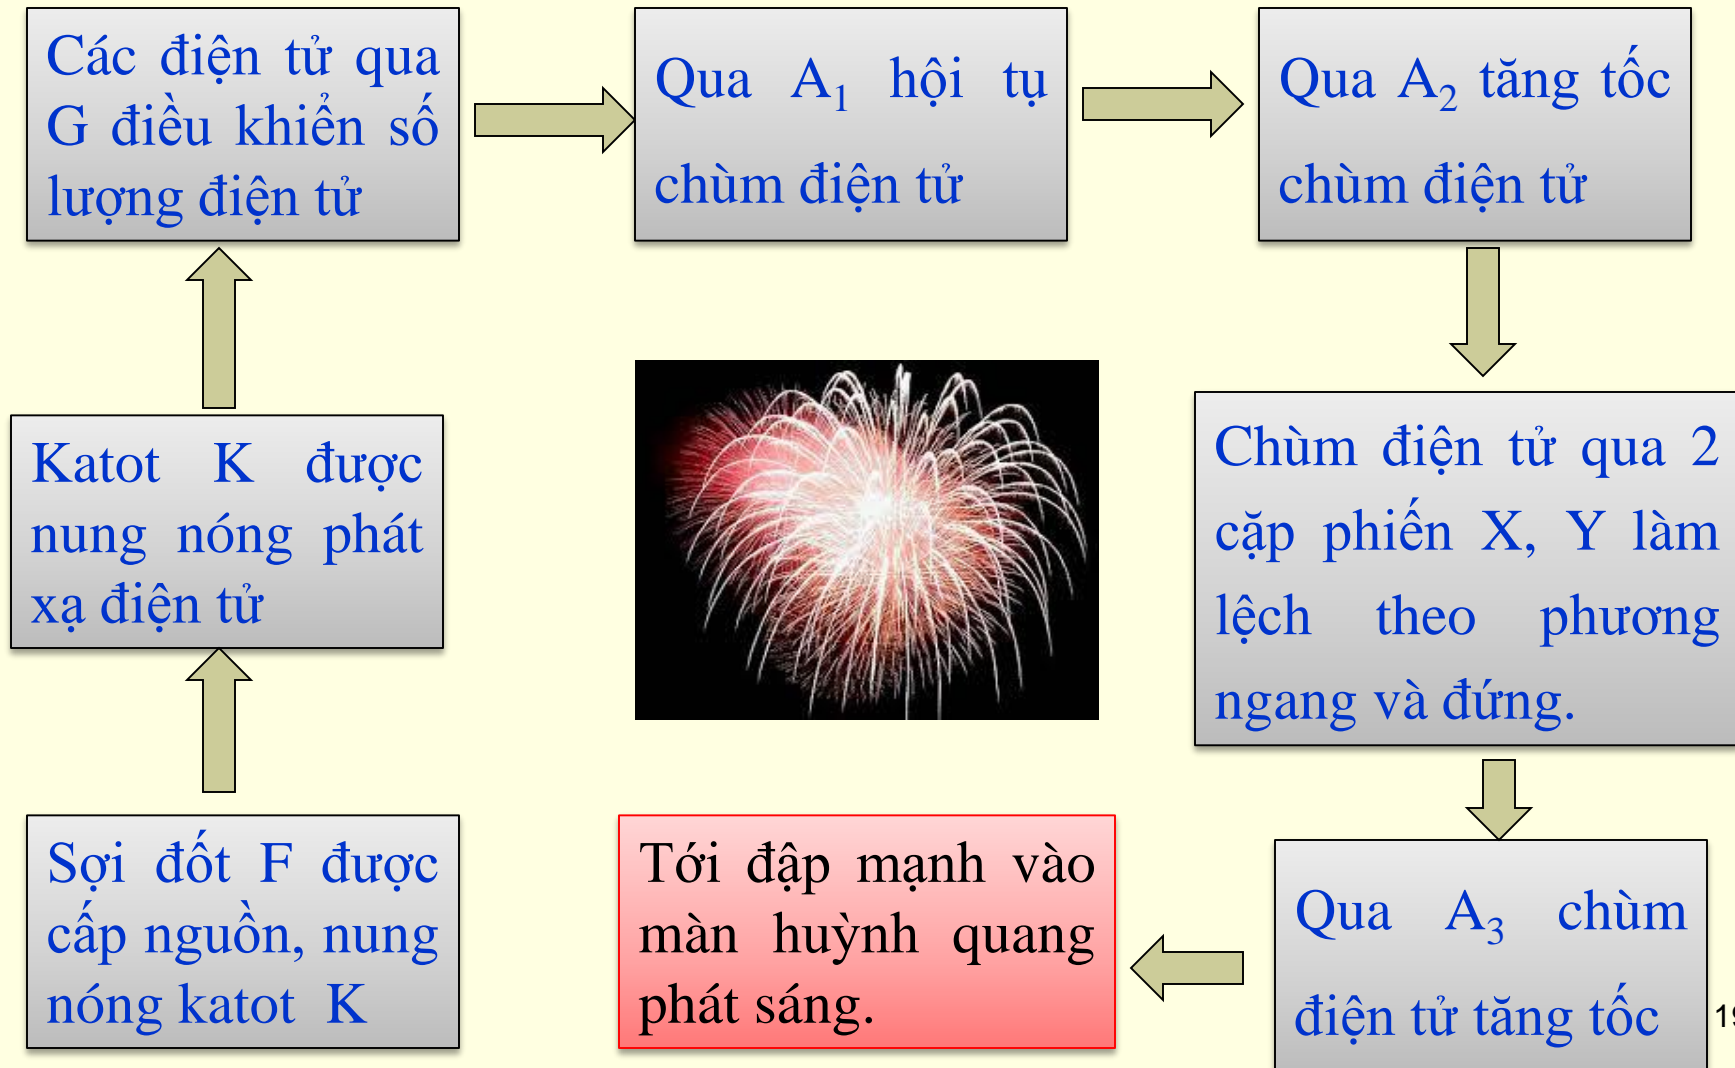 Các điện tử qua
G điều khiển số
lượng điện tử
Qua A₁ hội tụ
chùm điện tử
Qua A₂ tăng tốc
chùm điện tử
Katot K được
nung nóng phát
xạ điện tử
Chùm điện tử qua 2
cặp phiến X, Y làm
lệch theo phương
ngang và đứng.
Sợi đốt F được
cấp nguồn, nung
nóng katot K
Tới đập mạnh vào
màn huỳnh quang
phát sáng.
Qua A₃ chùm
điện tử tăng tốc
19